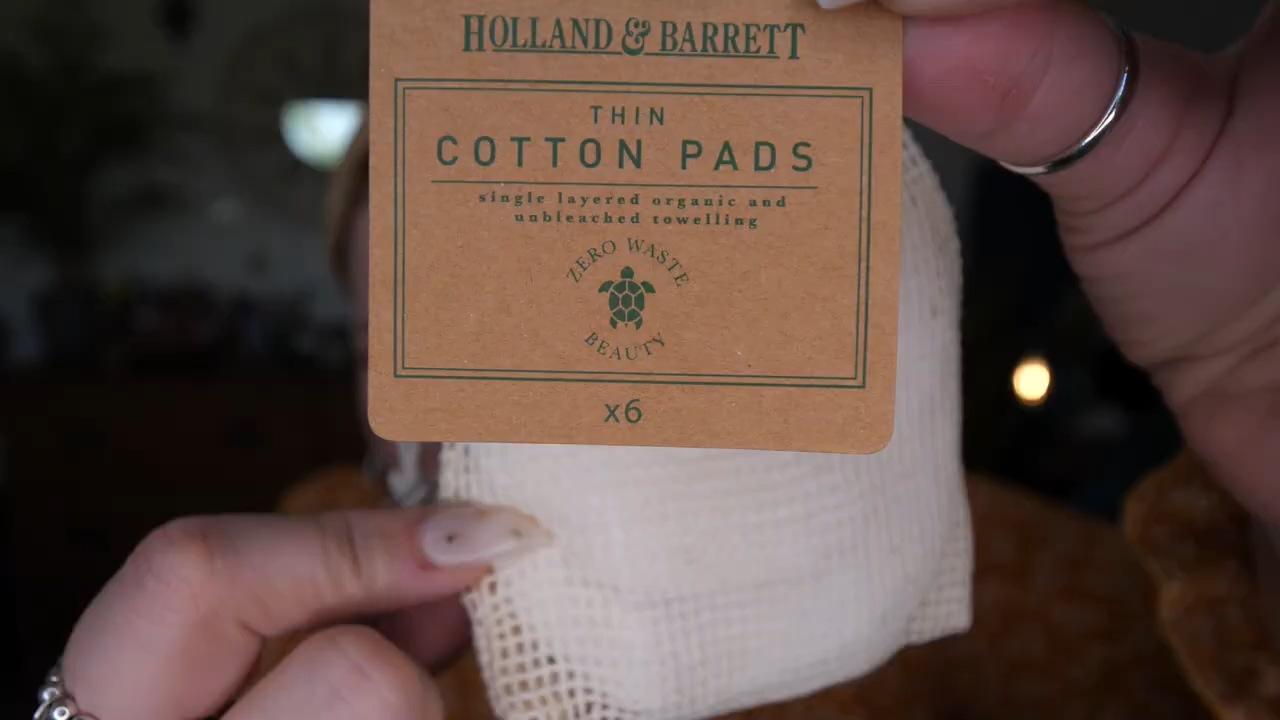 HOLLAND & BARRETT
THIN
COTTON PADS
single layered organic and
unbleached towelling
ZERO WASTE
BEAUTY
x6